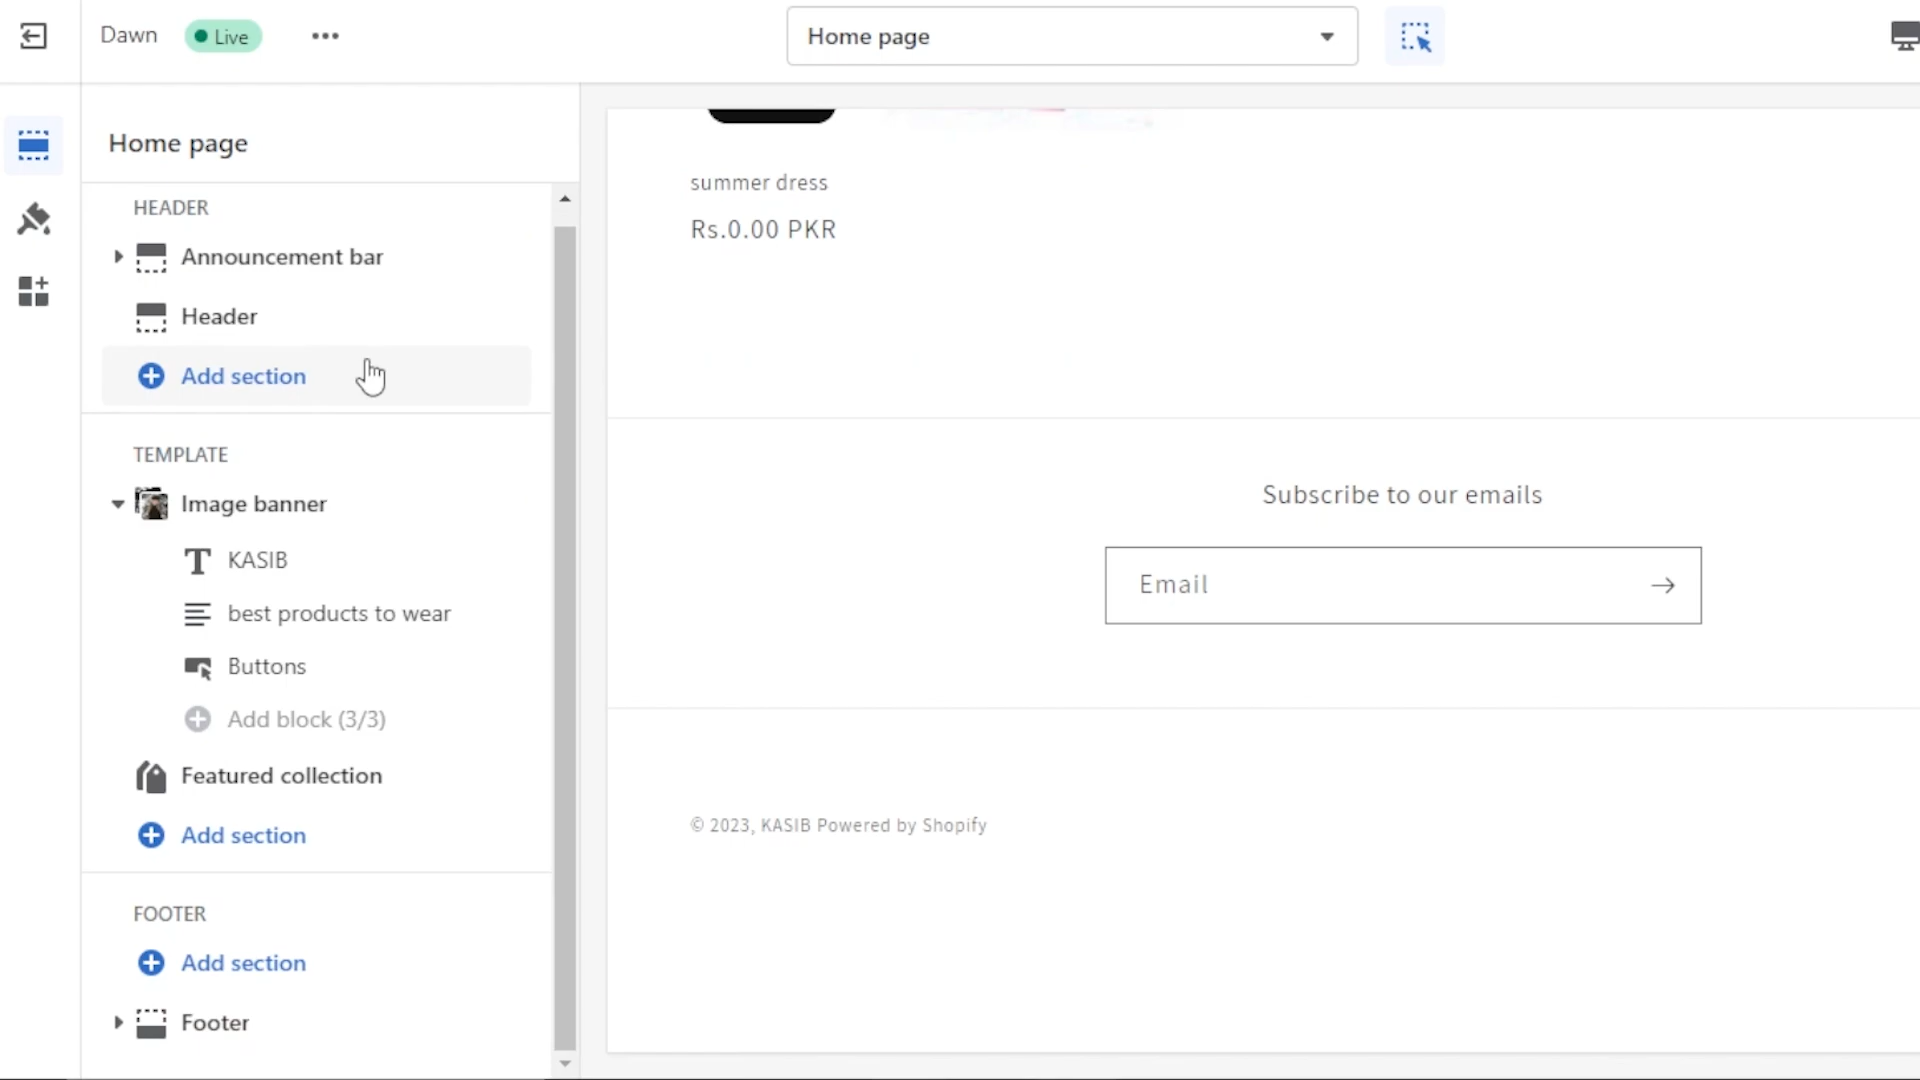 Dawn
Live
Home page
Home page
HEADER
Announcement bar
Header
Add section
TEMPLATE
Image banner
KASIB
best products to wear
Buttons
Add block (3/3)
Featured collection
Add section
FOOTER
Add section
Footer
summer dress
Rs.0.00 PKR
Subscribe to our emails
Email
© 2023, KASIB Powered by Shopify